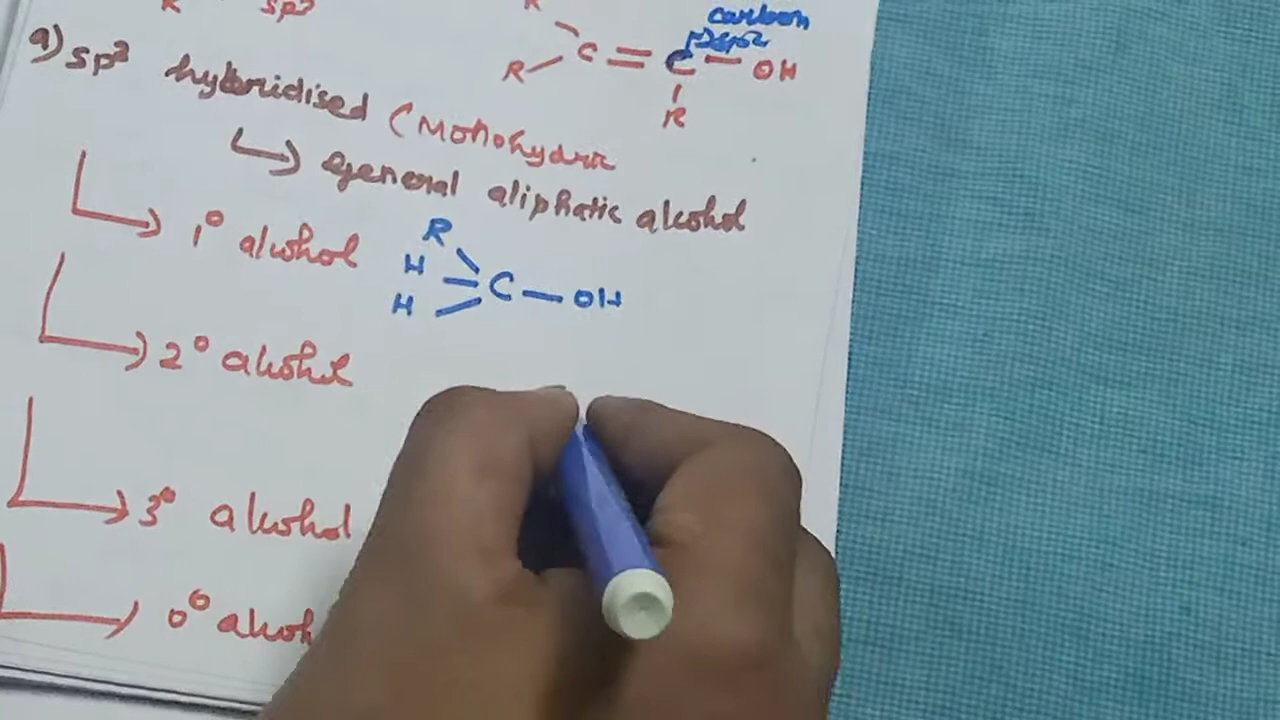 R sp³ R
carbon
R C = C — OH
R
a) sp³ hybridised (Monohydric
general aliphatic alcohol
1° alcohol
R
H C — OH
H
2° alcohol
3° alcohol
0° alcoh